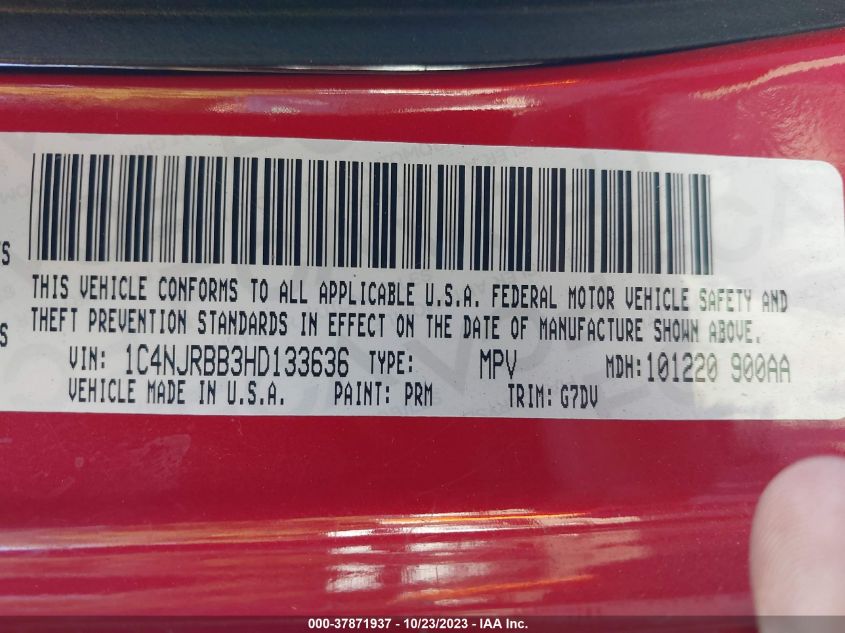 THIS VEHICLE CONFORMS TO ALL APPLICABLE U.S.A. FEDERAL MOTOR VEHICLE SAFETY AND
THEFT PREVENTION STANDARDS IN EFFECT ON THE DATE OF MANUFACTURE SHOWN ABOVE.
VIN: 1C4NJRBB3HD133636 TYPE: MPV MDH:101220 900AA
VEHICLE MADE IN U.S.A. PAINT: PRM TRIM: G7DV
000-37871937 - 10/23/2023 - IAA Inc.